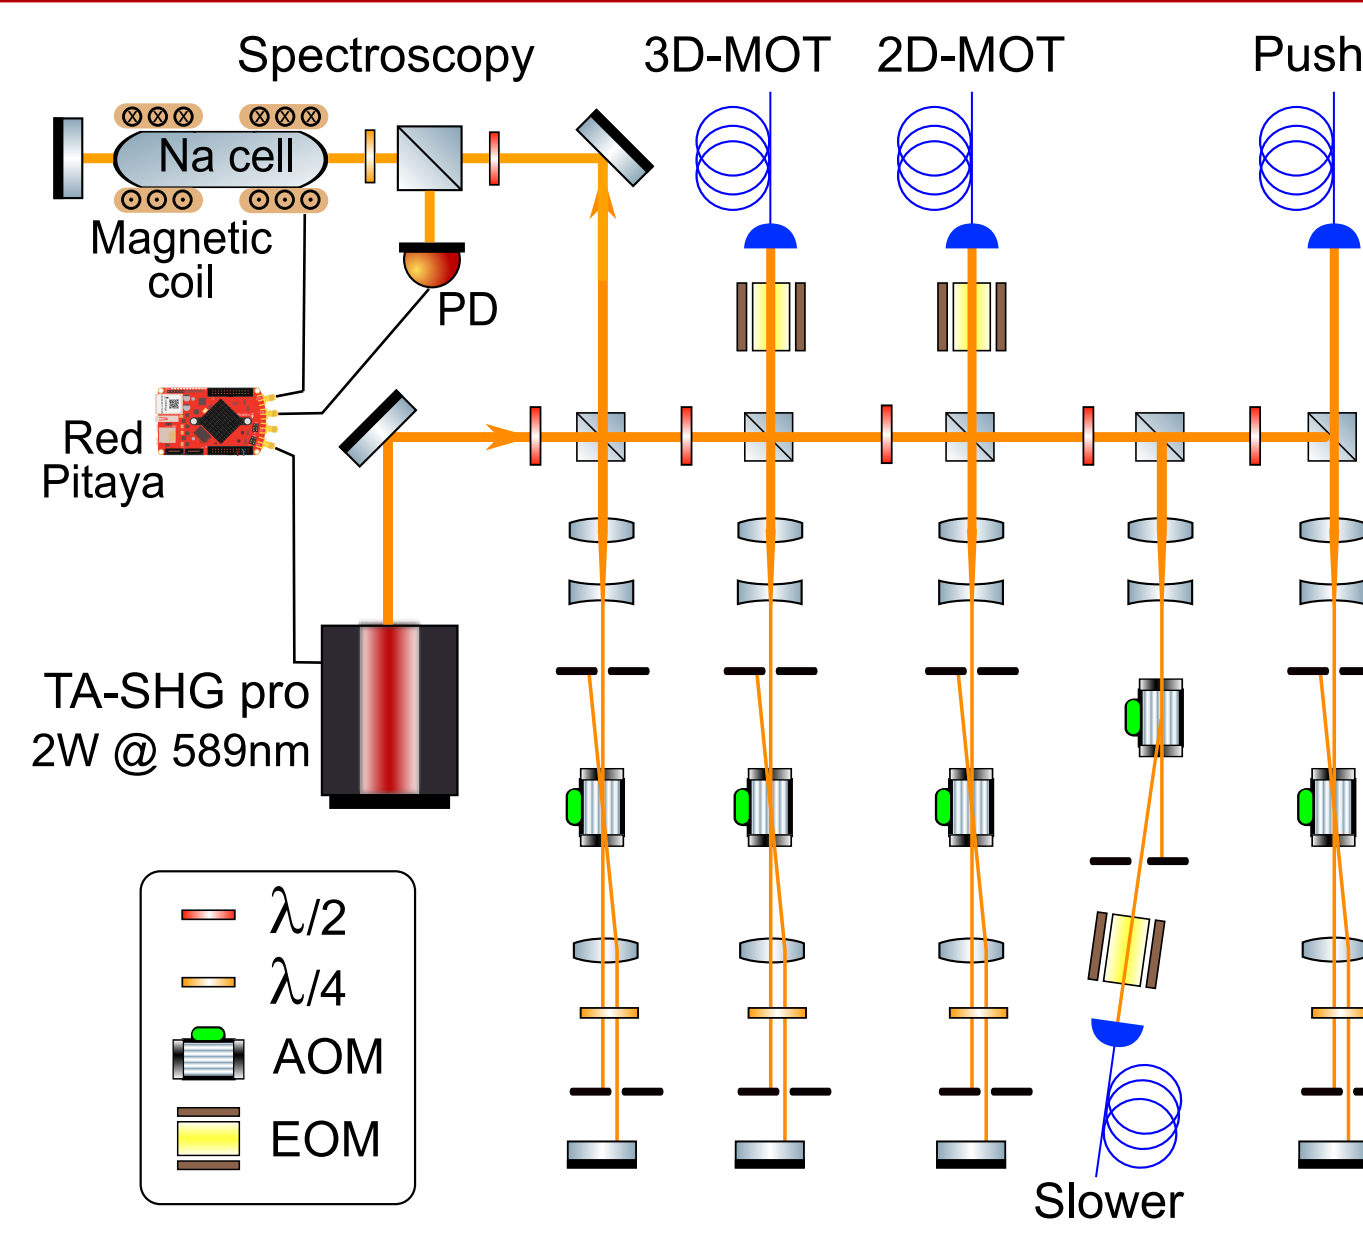 Spectroscopy
3D-MOT
2D-MOT
Push
Na cell
Magnetic
coil
PD
Red
Pitaya
TA-SHG pro
2W @ 589nm
λ/2
λ/4
AOM
EOM
Slower